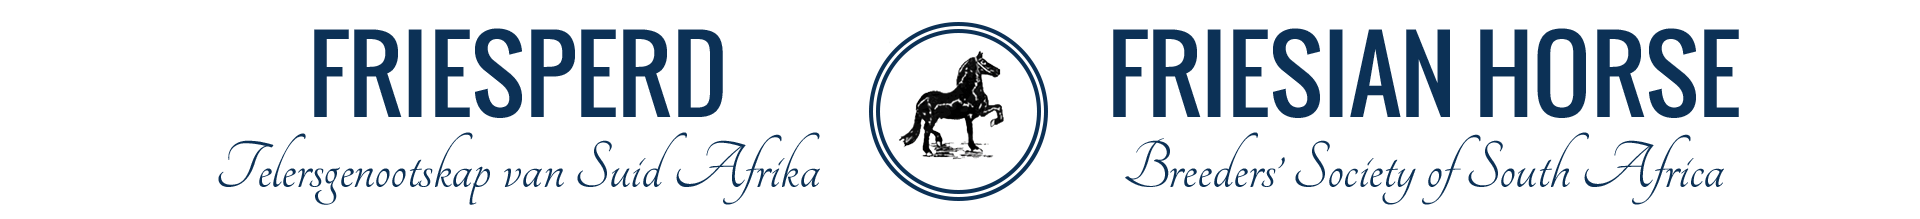 FRIESPERD
Telersgenootskap van Suid Afrika
FRIESIAN HORSE
Breeders' Society of South Africa